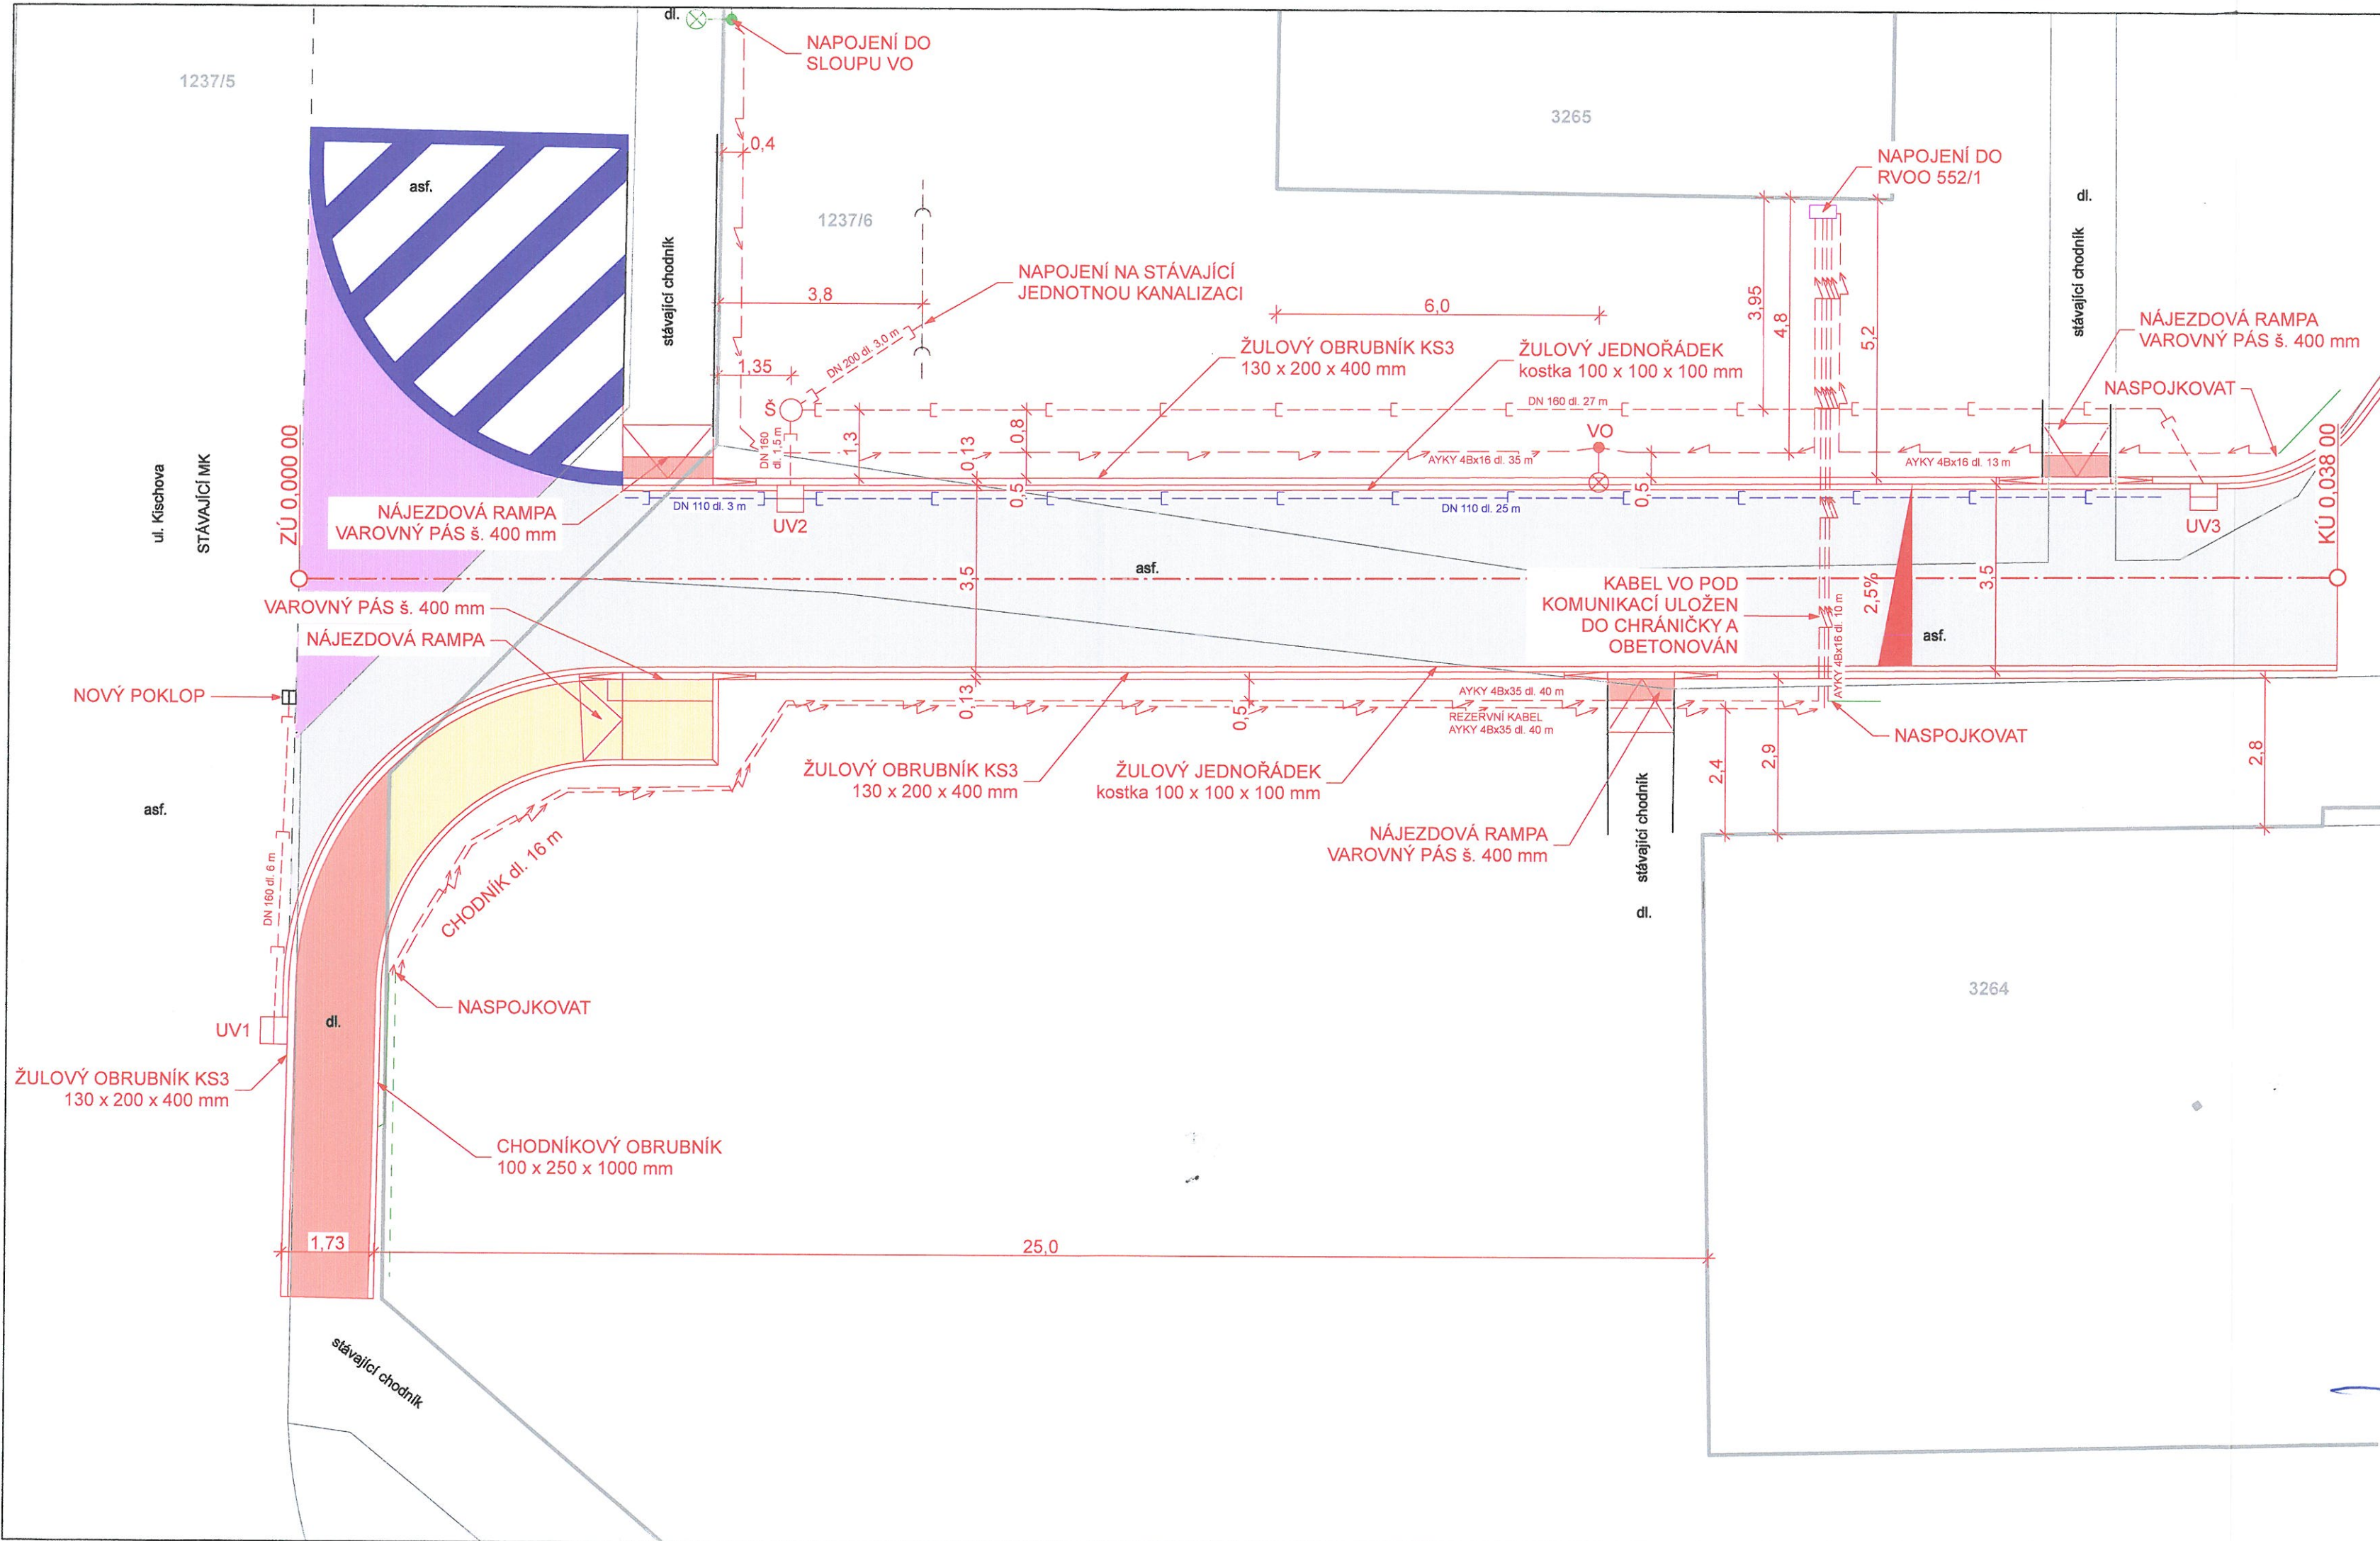 dl.
NAPOJENÍ DO
SLOUPU VO
1237/5
3265
asf.
0,4
NAPOJENÍ DO
RVOO 552/1
1237/6
dl.
stávající chodník
stávající chodník
NAPOJENÍ NA STÁVAJÍCÍ
JEDNOTNOU KANALIZACI
3,8
6,0
3,95
4,8
5,2
NÁJEZDOVÁ RAMPA
VAROVNÝ PÁS š. 400 mm
DN 200 dl. 3,0 m
ŽULOVÝ OBRUBNÍK KS3
130 x 200 x 400 mm
ŽULOVÝ JEDNOŘÁDEK
kostka 100 x 100 x 100 mm
1,35
NASPOJKOVAT
Š
DN 160 dl. 27 m
DN 160
dl. 1,5 m
1,3
0,8
0,13
VO
AYKY 4Bx16 dl. 35 m
AYKY 4Bx16 dl. 13 m
ZÚ 0,000 00
KÚ 0,038 00
ul. Kischova
STÁVAJÍCÍ MK
0,5
0,5
NÁJEZDOVÁ RAMPA
VAROVNÝ PÁS š. 400 mm
DN 110 dl. 3 m
UV2
DN 110 dl. 25 m
UV3
asf.
3,5
KABEL VO POD
KOMUNIKACÍ ULOŽEN
DO CHRÁNIČKY A
OBETONOVÁN
2,5%
3,5
asf.
AYKY 4Bx16 dl. 10 m
VAROVNÝ PÁS š. 400 mm
NÁJEZDOVÁ RAMPA
NOVÝ POKLOP
0,13
0,5
AYKY 4Bx35 dl. 40 m
REZERVNÍ KABEL
AYKY 4Bx35 dl. 40 m
NASPOJKOVAT
2,4
2,9
2,8
ŽULOVÝ OBRUBNÍK KS3
130 x 200 x 400 mm
ŽULOVÝ JEDNOŘÁDEK
kostka 100 x 100 x 100 mm
asf.
NÁJEZDOVÁ RAMPA
VAROVNÝ PÁS š. 400 mm
stávající chodník
dl.
DN 160 dl. 6 m
CHODNÍK dl. 16 m
3264
NASPOJKOVAT
UV1
dl.
ŽULOVÝ OBRUBNÍK KS3
130 x 200 x 400 mm
CHODNÍKOVÝ OBRUBNÍK
100 x 250 x 1000 mm
1,73
25,0
stávající chodník